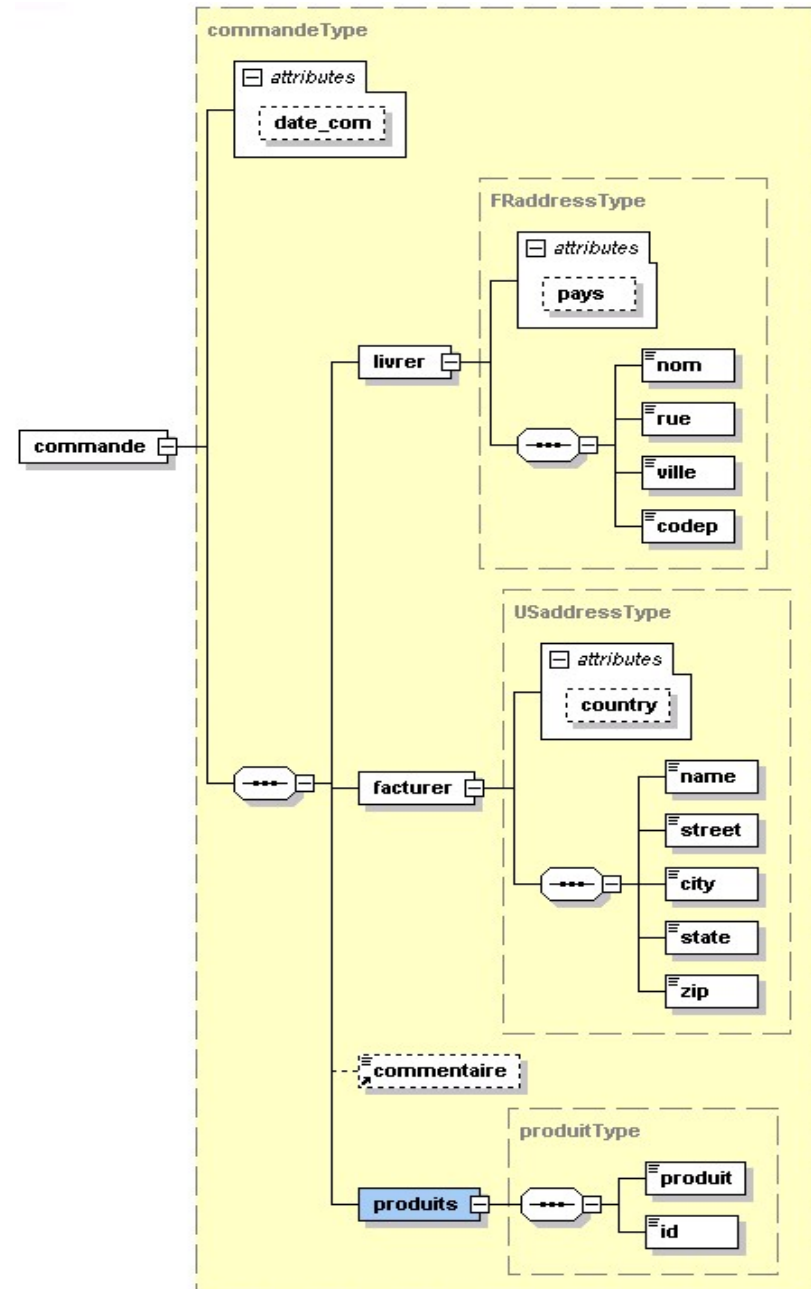 commandeType
attributes
date_com
FRaddressType
attributes
pays
livrer
nom
rue
commande
ville
codep
USaddressType
attributes
country
facturer
name
street
city
state
zip
commentaire
produitType
produits
produit
id